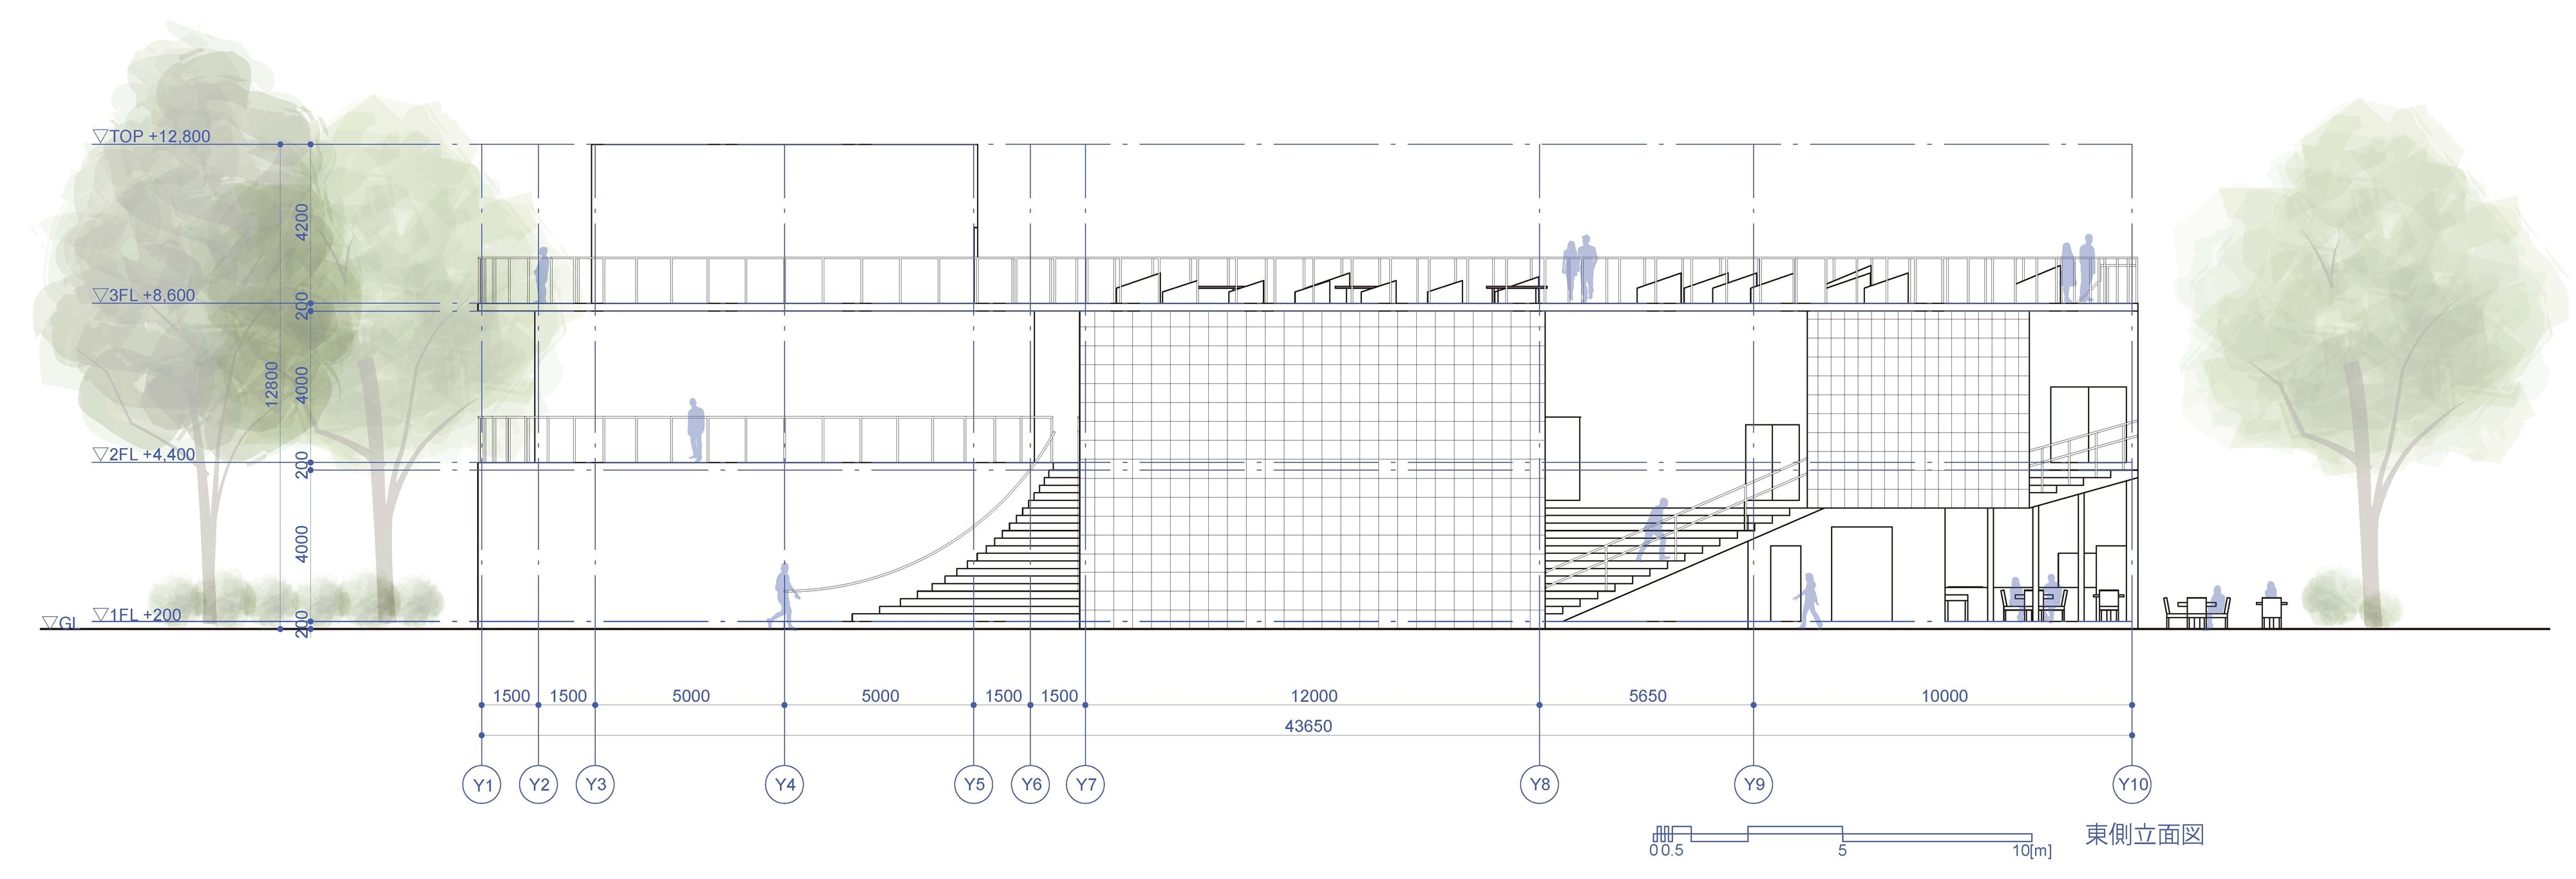 ▽TOP +12,800
4200
▽3FL +8,600
200
12800
4000
▽2FL +4,400
200
4000
▽1FL +200
▽GL
200
1500 1500 5000 5000 1500 1500 12000 5650 10000
43650
Y1 Y2 Y3 Y4 Y5 Y6 Y7 Y8 Y9 Y10
東側立面図
0 0.5 5 10[m]